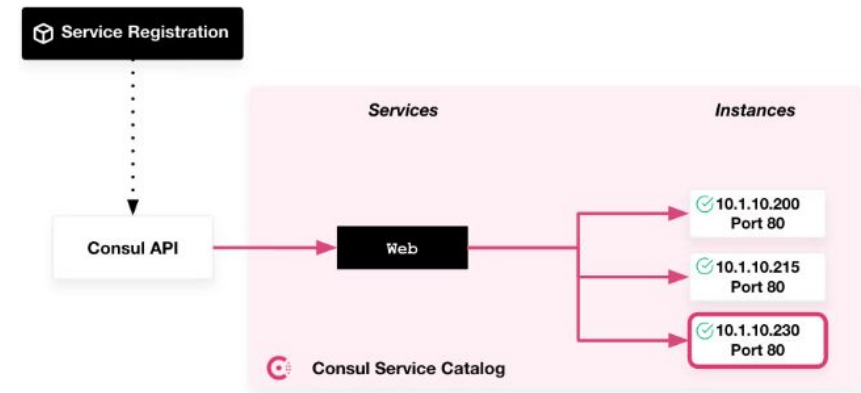 Service Registration
Services
Instances
10.1.10.200
Port 80
Consul API
Web
10.1.10.215
Port 80
10.1.10.230
Port 80
Consul Service Catalog